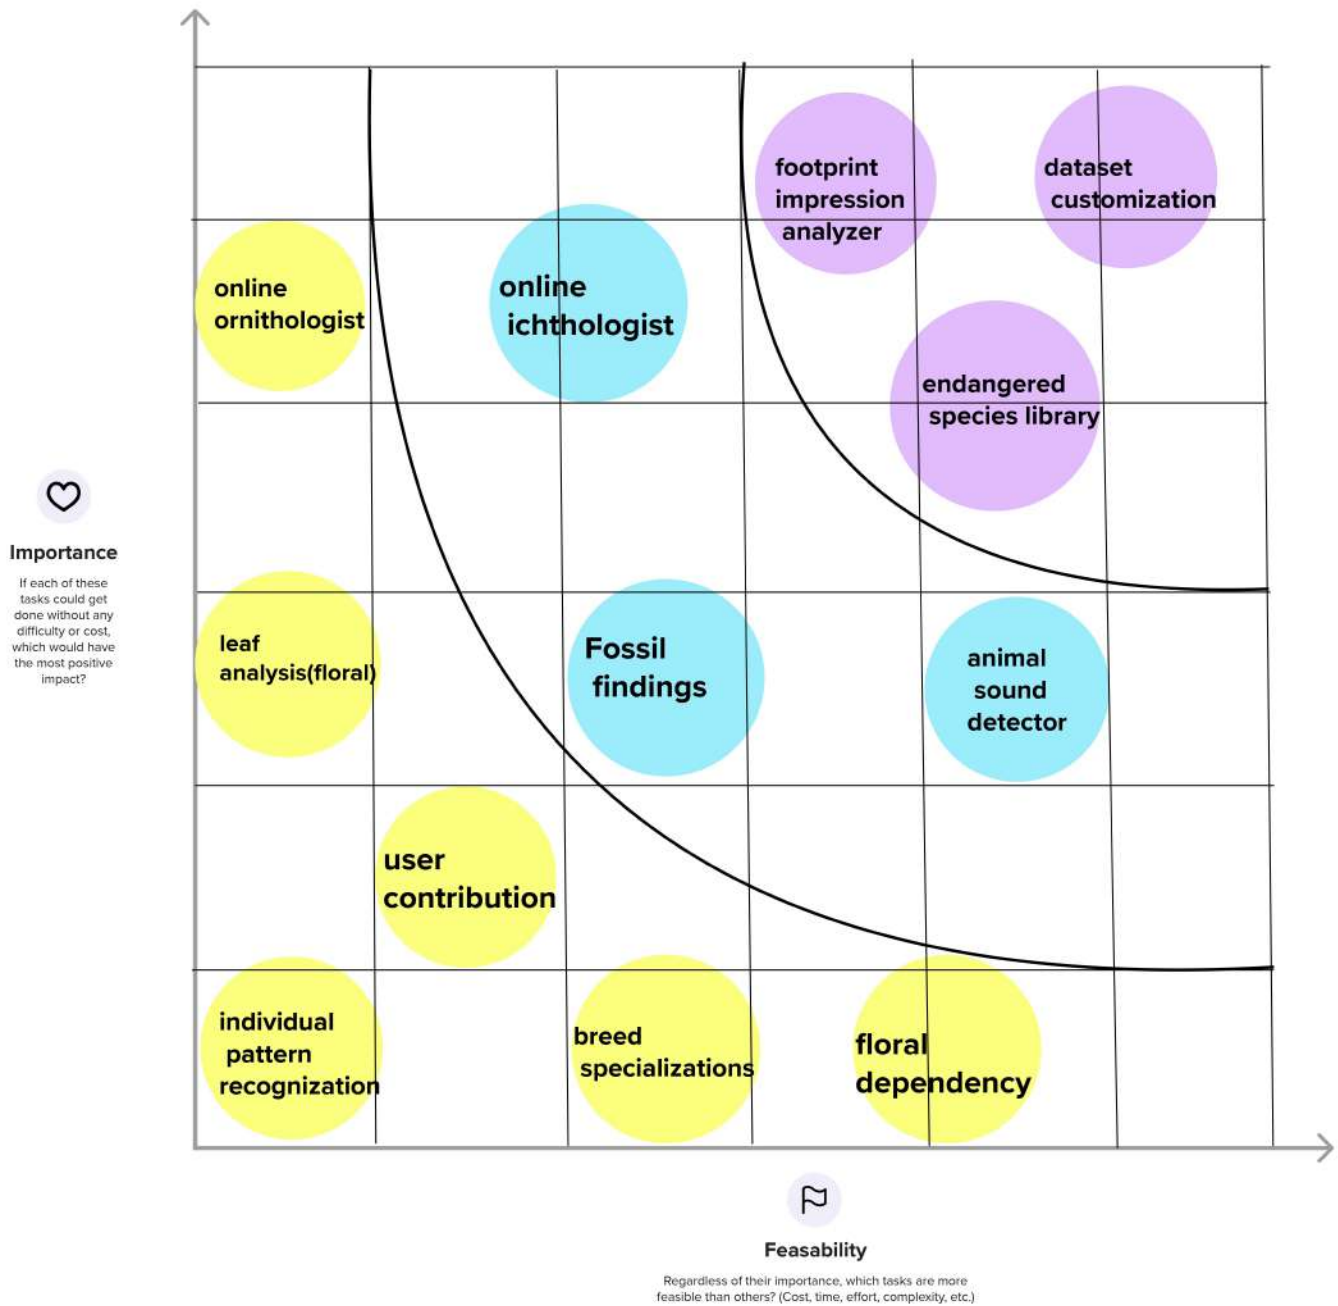 footprint
impression
analyzer
dataset
customization
online
ornithologist
online
ichthologist
endangered
species library
Importance
If each of these
tasks could get
done without any
difficulty or cost,
which would have
the most positive
impact?
leaf
analysis(floral)
Fossil
findings
animal
sound
detector
user
contribution
individual
pattern
recognization
breed
specializations
floral
dependency
Feasability
Regardless of their importance, which tasks are more
feasible than others? (Cost, time, effort, complexity, etc.)